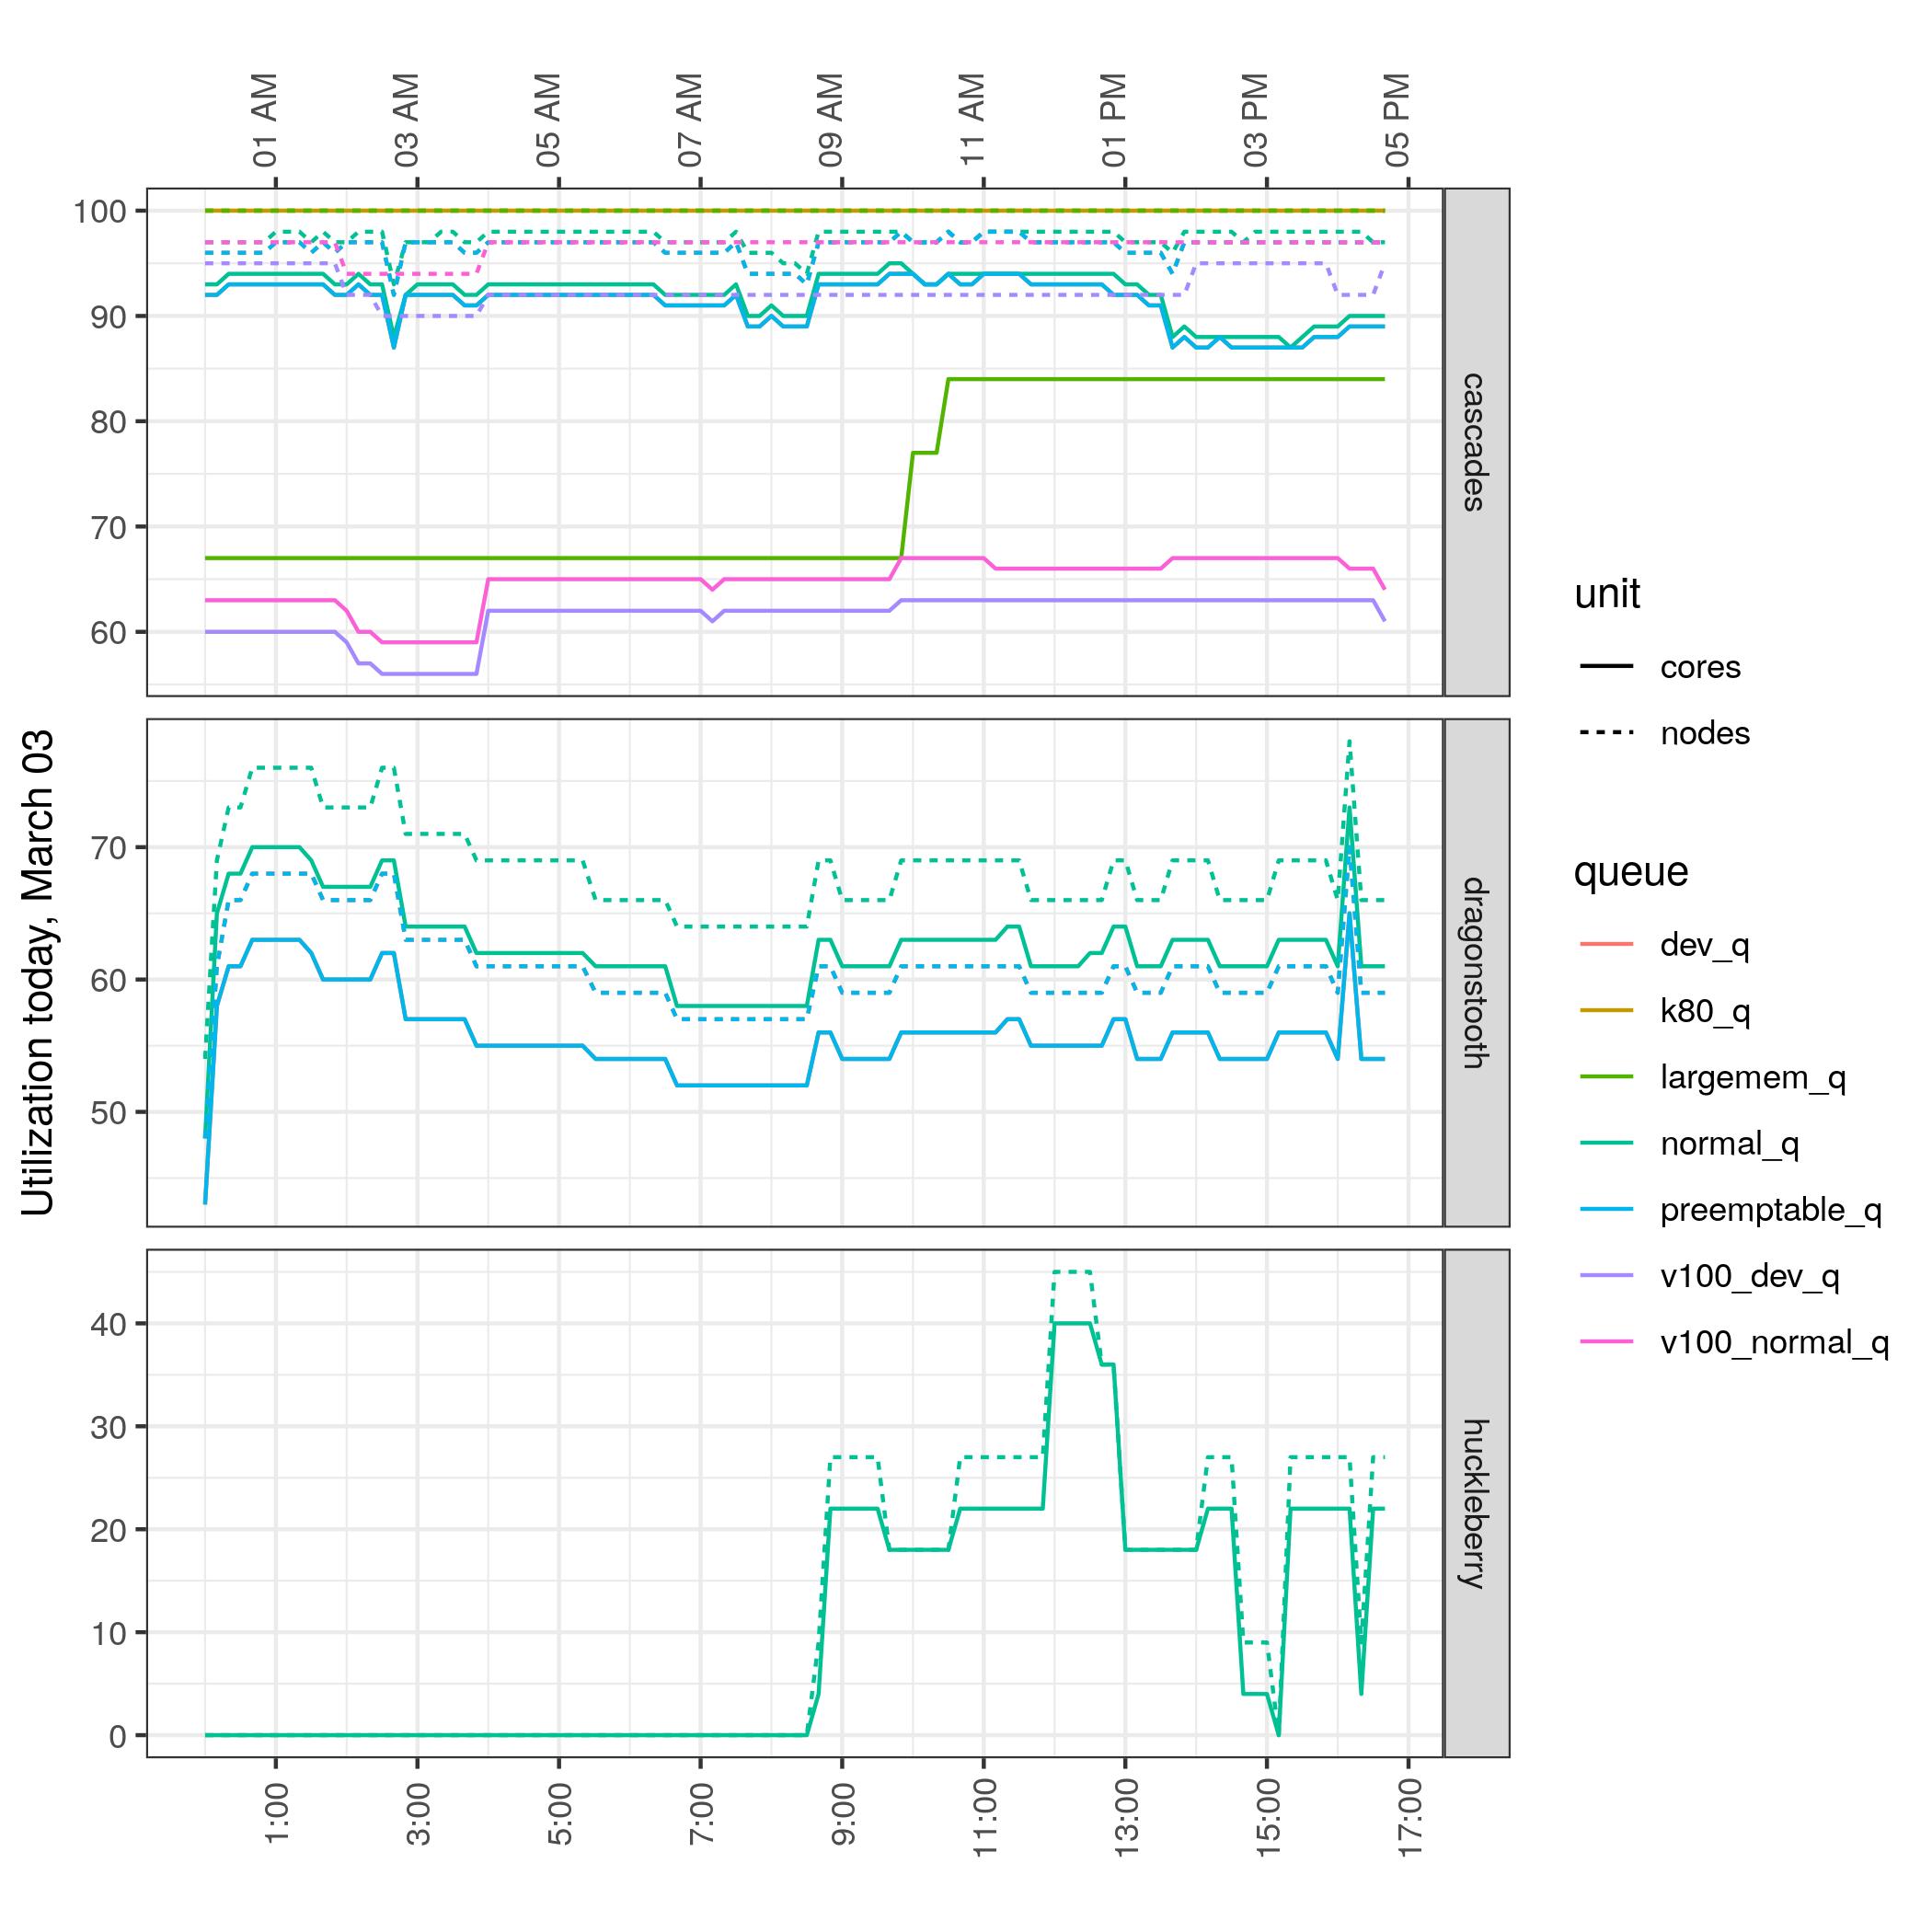 01 AM
03 AM
05 AM
07 AM
09 AM
11 AM
01 PM
03 PM
05 PM
Utilization today, March 03
100
90
80
70
60
cascades
70
60
50
dragonstooth
40
30
20
10
0
huckleberry
1:00
3:00
5:00
7:00
9:00
11:00
13:00
15:00
17:00
unit
cores
nodes
queue
dev_q
k80_q
largemem_q
normal_q
preemptable_q
v100_dev_q
v100_normal_q